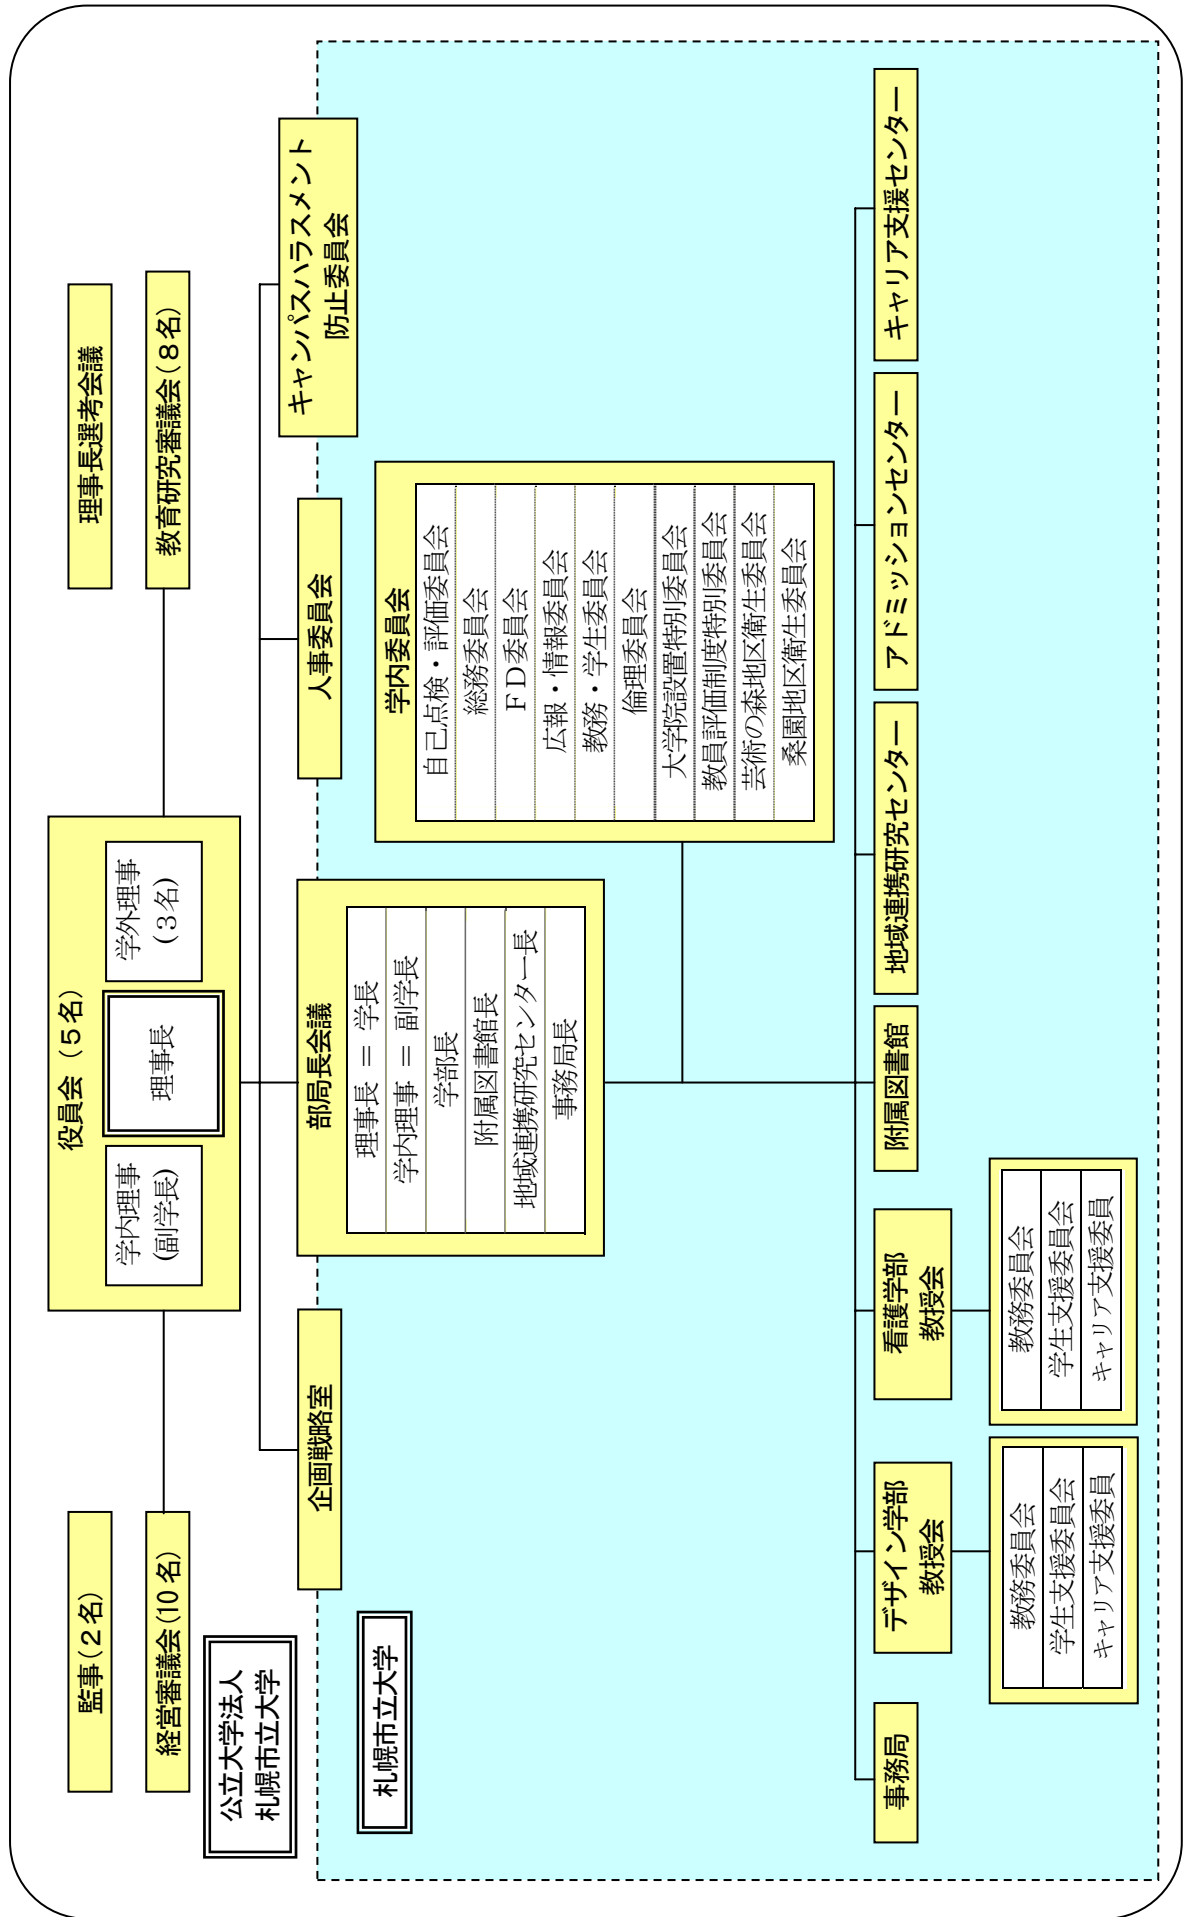 監事(２名)
役員会（５名）
理事長選考会議
経営審議会(10名)
学内理事
(副学長)
理事長
学外理事
(３名)
教育研究審議会(８名)
公立大学法人
札幌市立大学
企画戦略室
部局長会議
理事長 ＝ 学長
学内理事 ＝ 副学長
学部長
附属図書館長
地域連携研究センター長
事務局長
人事委員会
キャンパスハラスメント
防止委員会
札幌市立大学
学内委員会
自己点検・評価委員会
総務委員会
ＦＤ委員会
広報・情報委員会
教務・学生委員会
倫理委員会
大学院設置特別委員会
教員評価制度特別委員会
芸術の森地区衛生委員会
桑園地区衛生委員会
事務局
デザイン学部
教授会
看護学部
教授会
附属図書館
地域連携研究センター
アドミッションセンター
キャリア支援センター
教務委員会
学生支援委員会
キャリア支援委員
教務委員会
学生支援委員会
キャリア支援委員